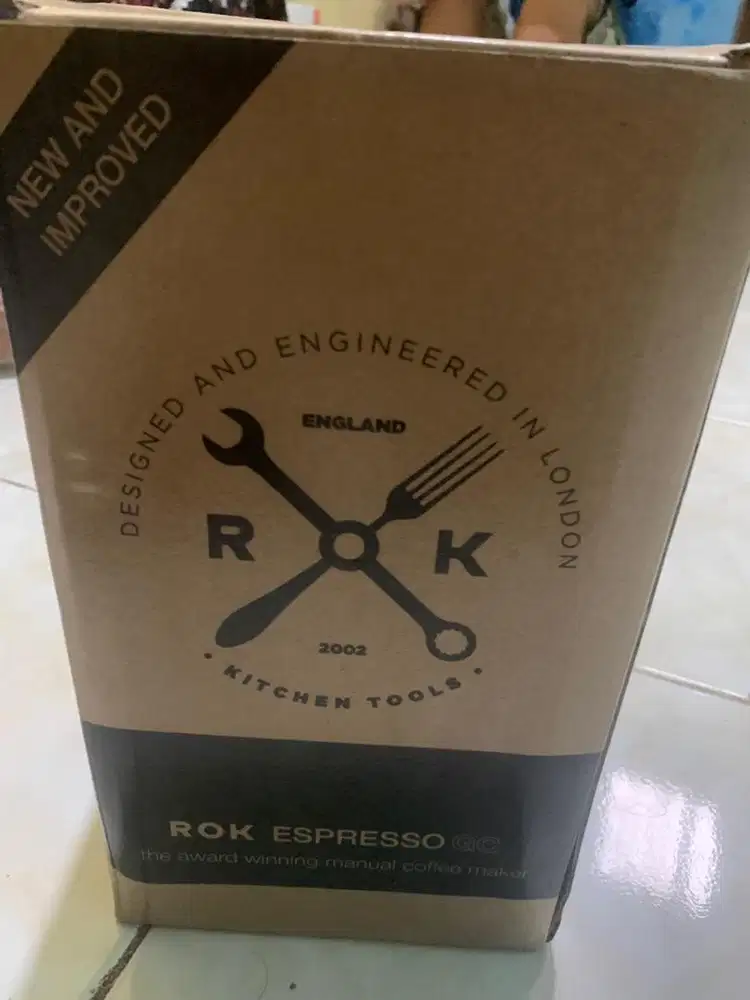 NEW AND
IMPROVED
DESIGNED AND ENGINEERED IN LONDON
ENGLAND
R O K
2002
• KITCHEN TOOLS •
ROK ESPRESSO GC
the award winning manual coffee maker